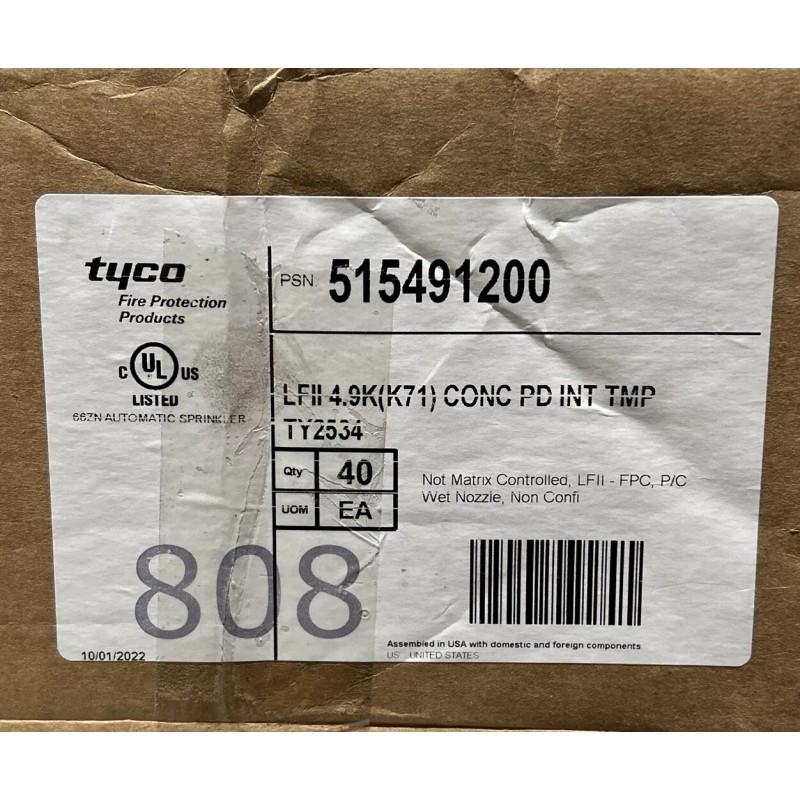 tyco
Fire Protection
Products
C UL US
LISTED
66ZN AUTOMATIC SPRINKLER
PSN: 515491200
LFII 4.9K(K71) CONC PD INT TMP
TY2534
Qty 40
UOM EA
Not Matrix Controlled, LFII - FPC, P/C
Wet Nozzle, Non Confi
808
10/01/2022
Assembled in USA with domestic and foreign components
US UNITED STATES